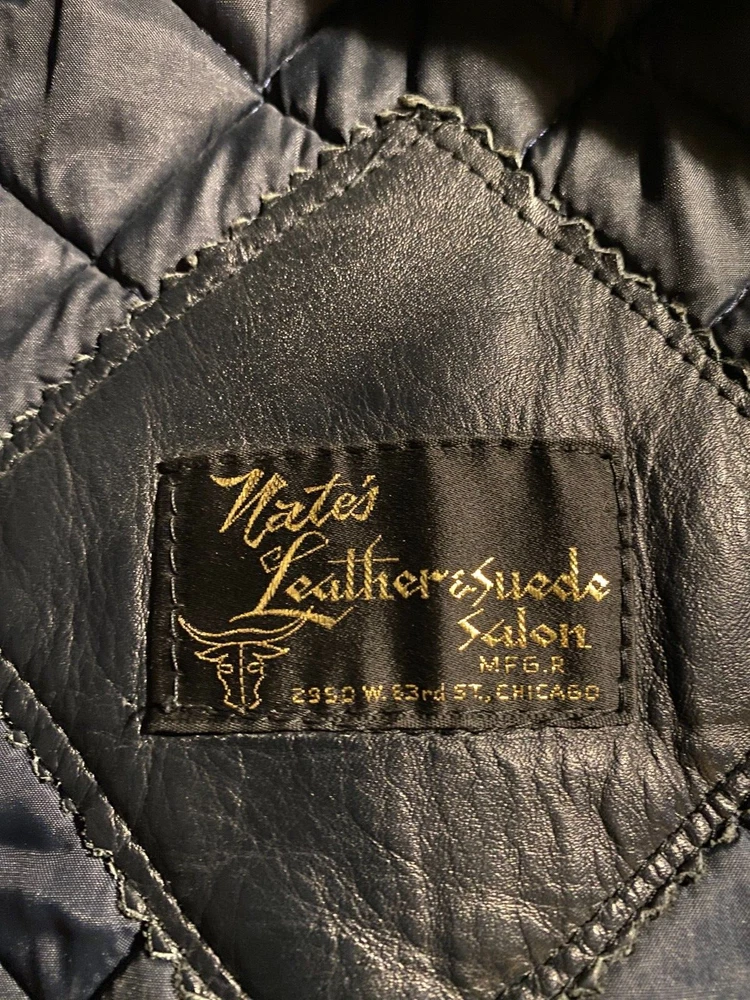 Nate's
Leather & Suede
Salon
MFG.R
2950 W. 63rd ST., CHICAGO